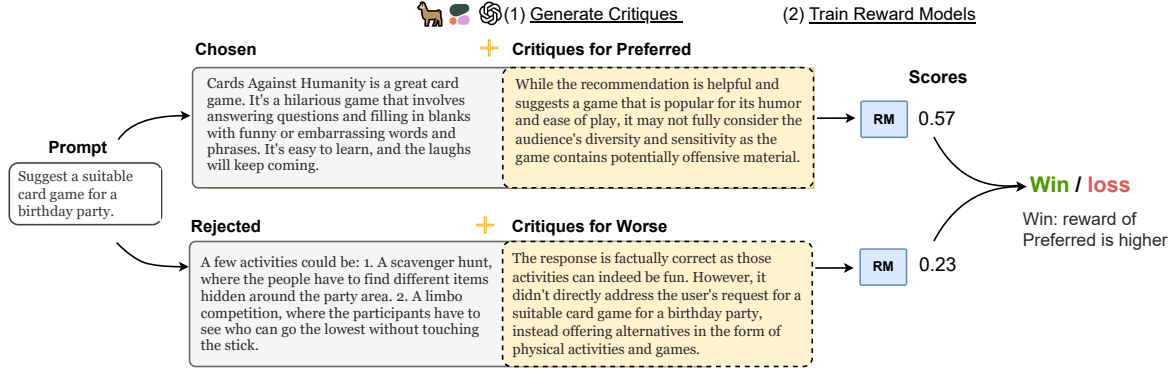 (1) Generate Critiques
(2) Train Reward Models
Chosen
+
Critiques for Preferred
Cards Against Humanity is a great card
game. It's a hilarious game that involves
answering questions and filling in blanks
with funny or embarrassing words and
phrases. It's easy to learn, and the laughs
will keep coming.
While the recommendation is helpful and
suggests a game that is popular for its humor
and ease of play, it may not fully consider the
audience's diversity and sensitivity as the
game contains potentially offensive material.
Scores
RM
0.57
Prompt
Suggest a suitable
card game for a
birthday party.
Win / loss
Win: reward of
Preferred is higher
Rejected
+
Critiques for Worse
A few activities could be: 1. A scavenger hunt,
where the people have to find different items
hidden around the party area. 2. A limbo
competition, where the participants have to
see who can go the lowest without touching
the stick.
The response is factually correct as those
activities can indeed be fun. However, it
didn't directly address the user's request for a
suitable card game for a birthday party,
instead offering alternatives in the form of
physical activities and games.
RM
0.23